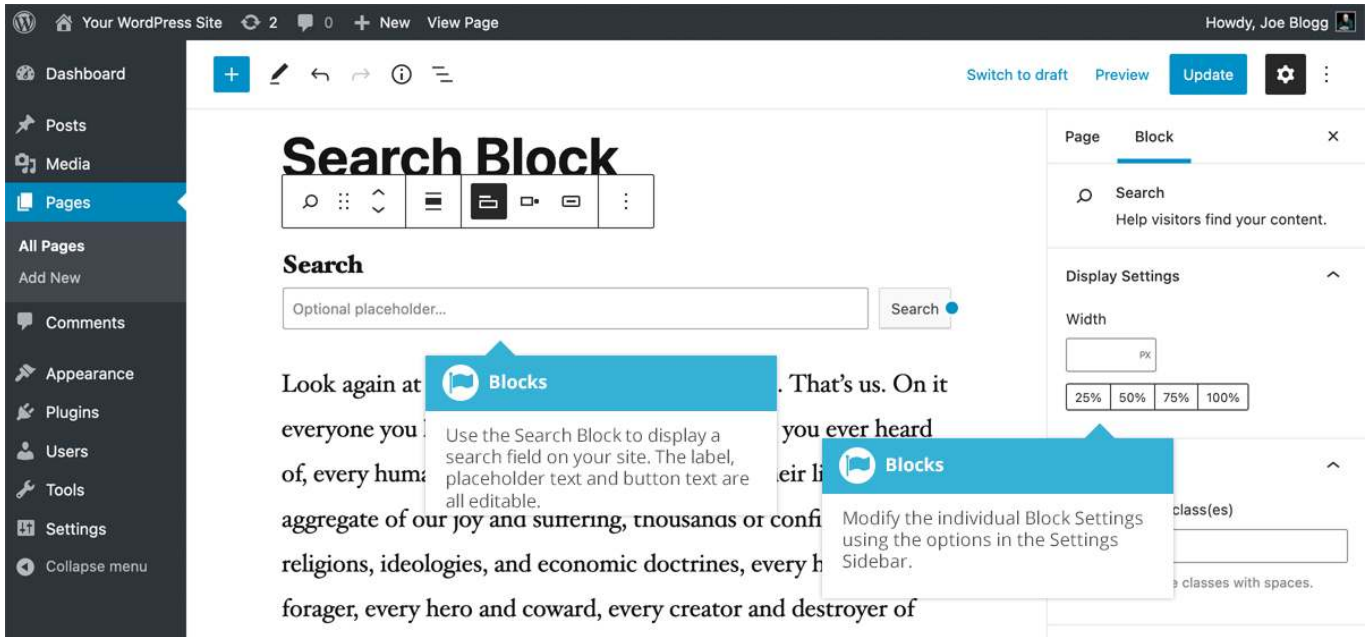 Your WordPress Site 2 0 New View Page Howdy, Joe Blogg
Dashboard
Posts
Media
Pages
All Pages
Add New
Comments
Appearance
Plugins
Users
Tools
Settings
Collapse menu
Switch to draft Preview Update
Search Block
Search
Optional placeholder... Search
Look again at . That's us. On it
everyone you you ever heard
of, every huma eir li
aggregate of our joy and suffering, thousands of confi
religions, ideologies, and economic doctrines, every h
forager, every hero and coward, every creator and destroyer of
Blocks
Use the Search Block to display a
search field on your site. The label,
placeholder text and button text are
all editable.
Page Block
Search
Help visitors find your content.
Display Settings
Width
PX
25% 50% 75% 100%
Blocks
Modify the individual Block Settings
using the options in the Settings
Sidebar.
class(es)
classes with spaces.